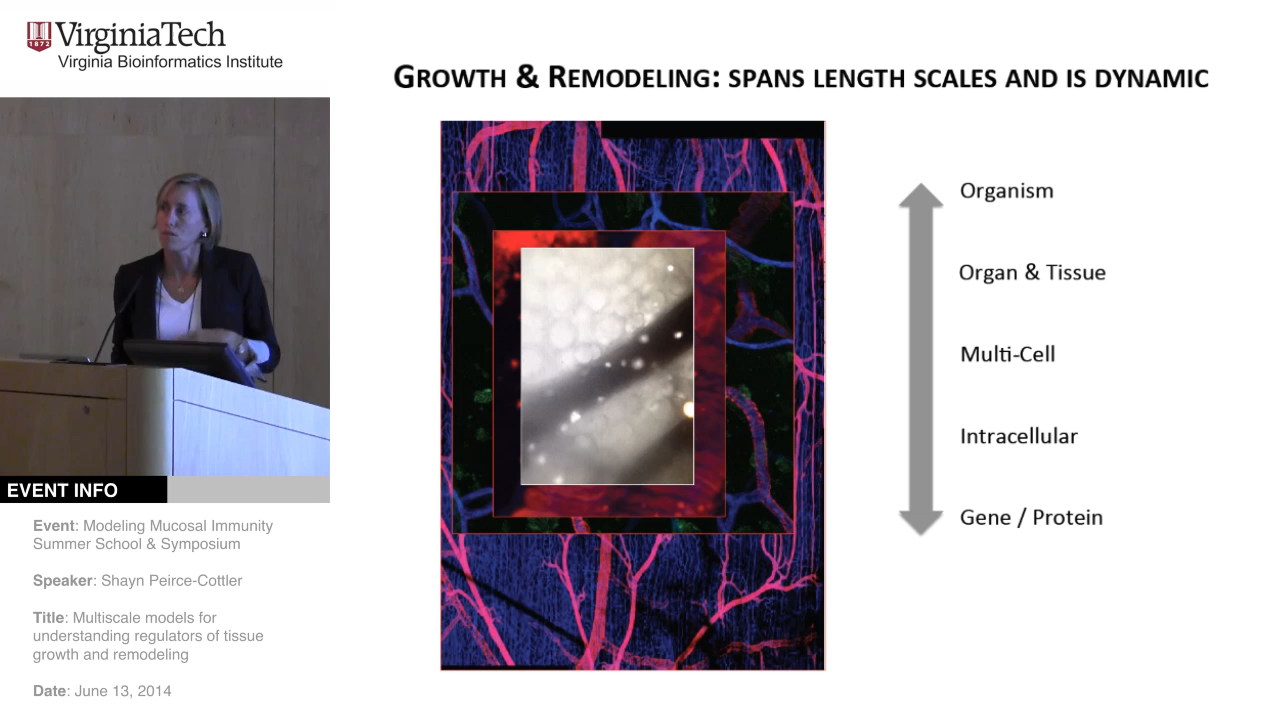 1872
VirginiaTech
Virginia Bioinformatics Institute
GROWTH & REMODELING: SPANS LENGTH SCALES AND IS DYNAMIC
Organism
Organ & Tissue
Multi-Cell
Intracellular
Gene / Protein
EVENT INFO
Event: Modeling Mucosal Immunity
Summer School & Symposium
Speaker: Shayn Peirce-Cottler
Title: Multiscale models for
understanding regulators of tissue
growth and remodeling
Date: June 13, 2014